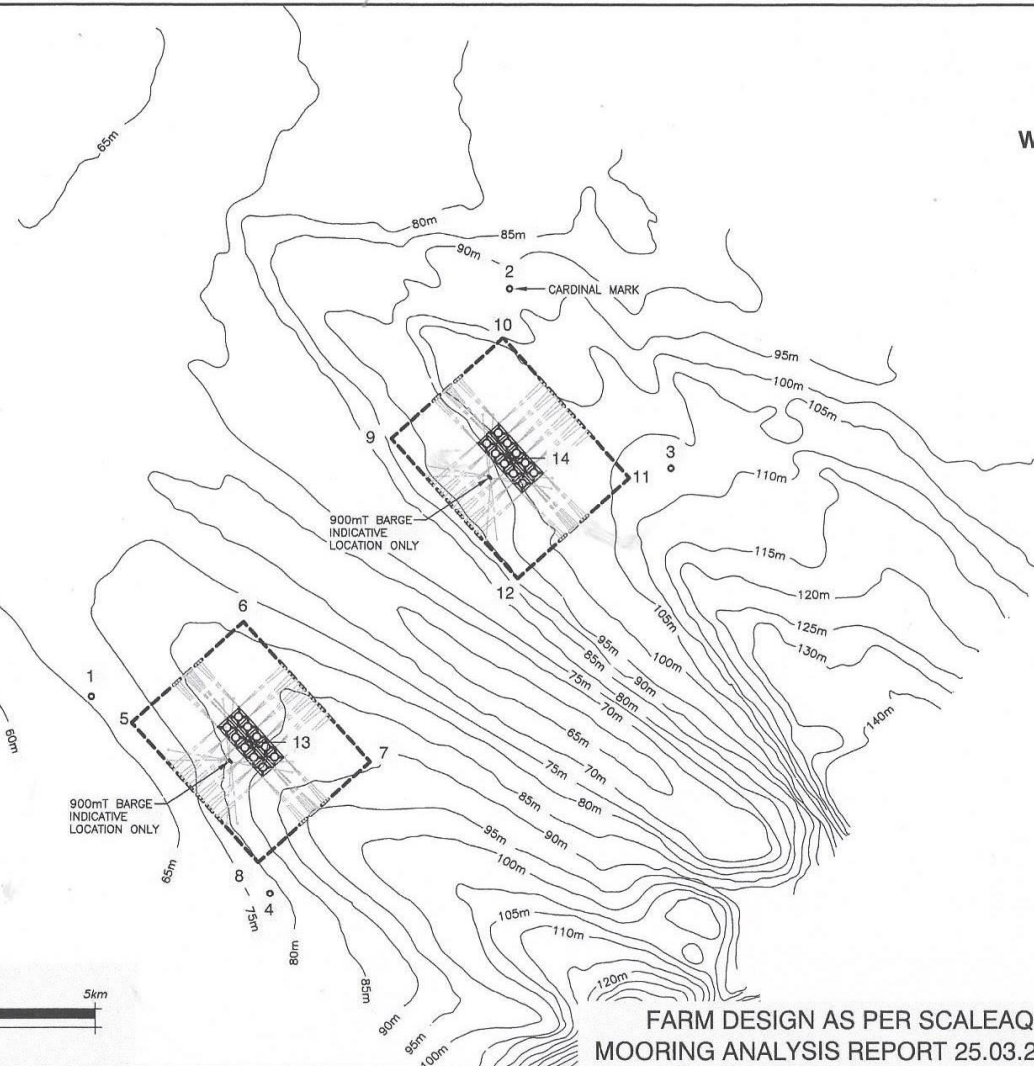 W
65m
80m
85m
90m
2
CARDINAL MARK
10
95m
100m
105m
9
14
3
11
110m
900mT BARGE
INDICATIVE
LOCATION ONLY
115m
12
120m
105m
125m
130m
95m
85m
100m
90m
75m
80m
70m
6
1
5
65m
140m
60m
13
7
75m
70m
85m
80m
900mT BARGE
INDICATIVE
LOCATION ONLY
95m
90m
100m
65m
8
4
75m
80m
105m
110m
85m
120m
90m
95m
100m
5km
FARM DESIGN AS PER SCALEAQ
MOORING ANALYSIS REPORT 25.03.2